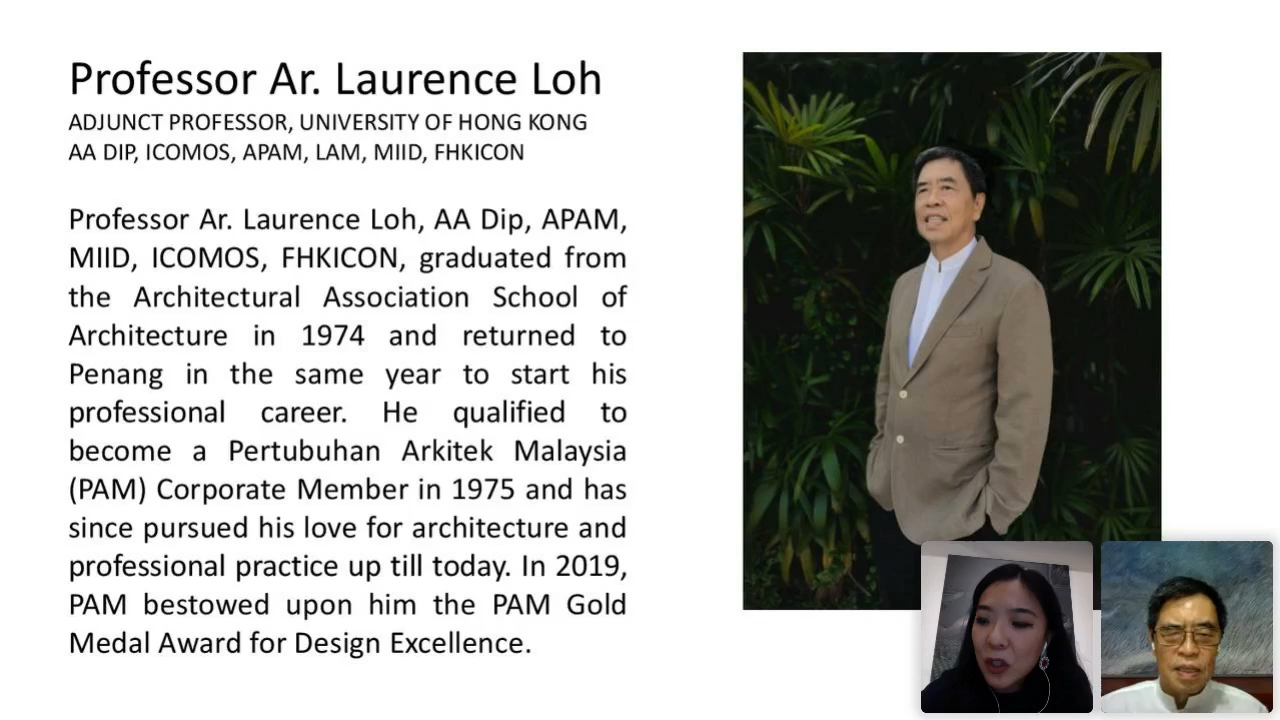 Professor Ar. Laurence Loh
ADJUNCT PROFESSOR, UNIVERSITY OF HONG KONG
AA DIP, ICOMOS, APAM, LAM, MIID, FHKICON
Professor Ar. Laurence Loh, AA Dip, APAM,
MIID, ICOMOS, FHKICON, graduated from
the Architectural Association School of
Architecture in 1974 and returned to
Penang in the same year to start his
professional career. He qualified to
become a Pertubuhan Arkitek Malaysia
(PAM) Corporate Member in 1975 and has
since pursued his love for architecture and
professional practice up till today. In 2019,
PAM bestowed upon him the PAM Gold
Medal Award for Design Excellence.